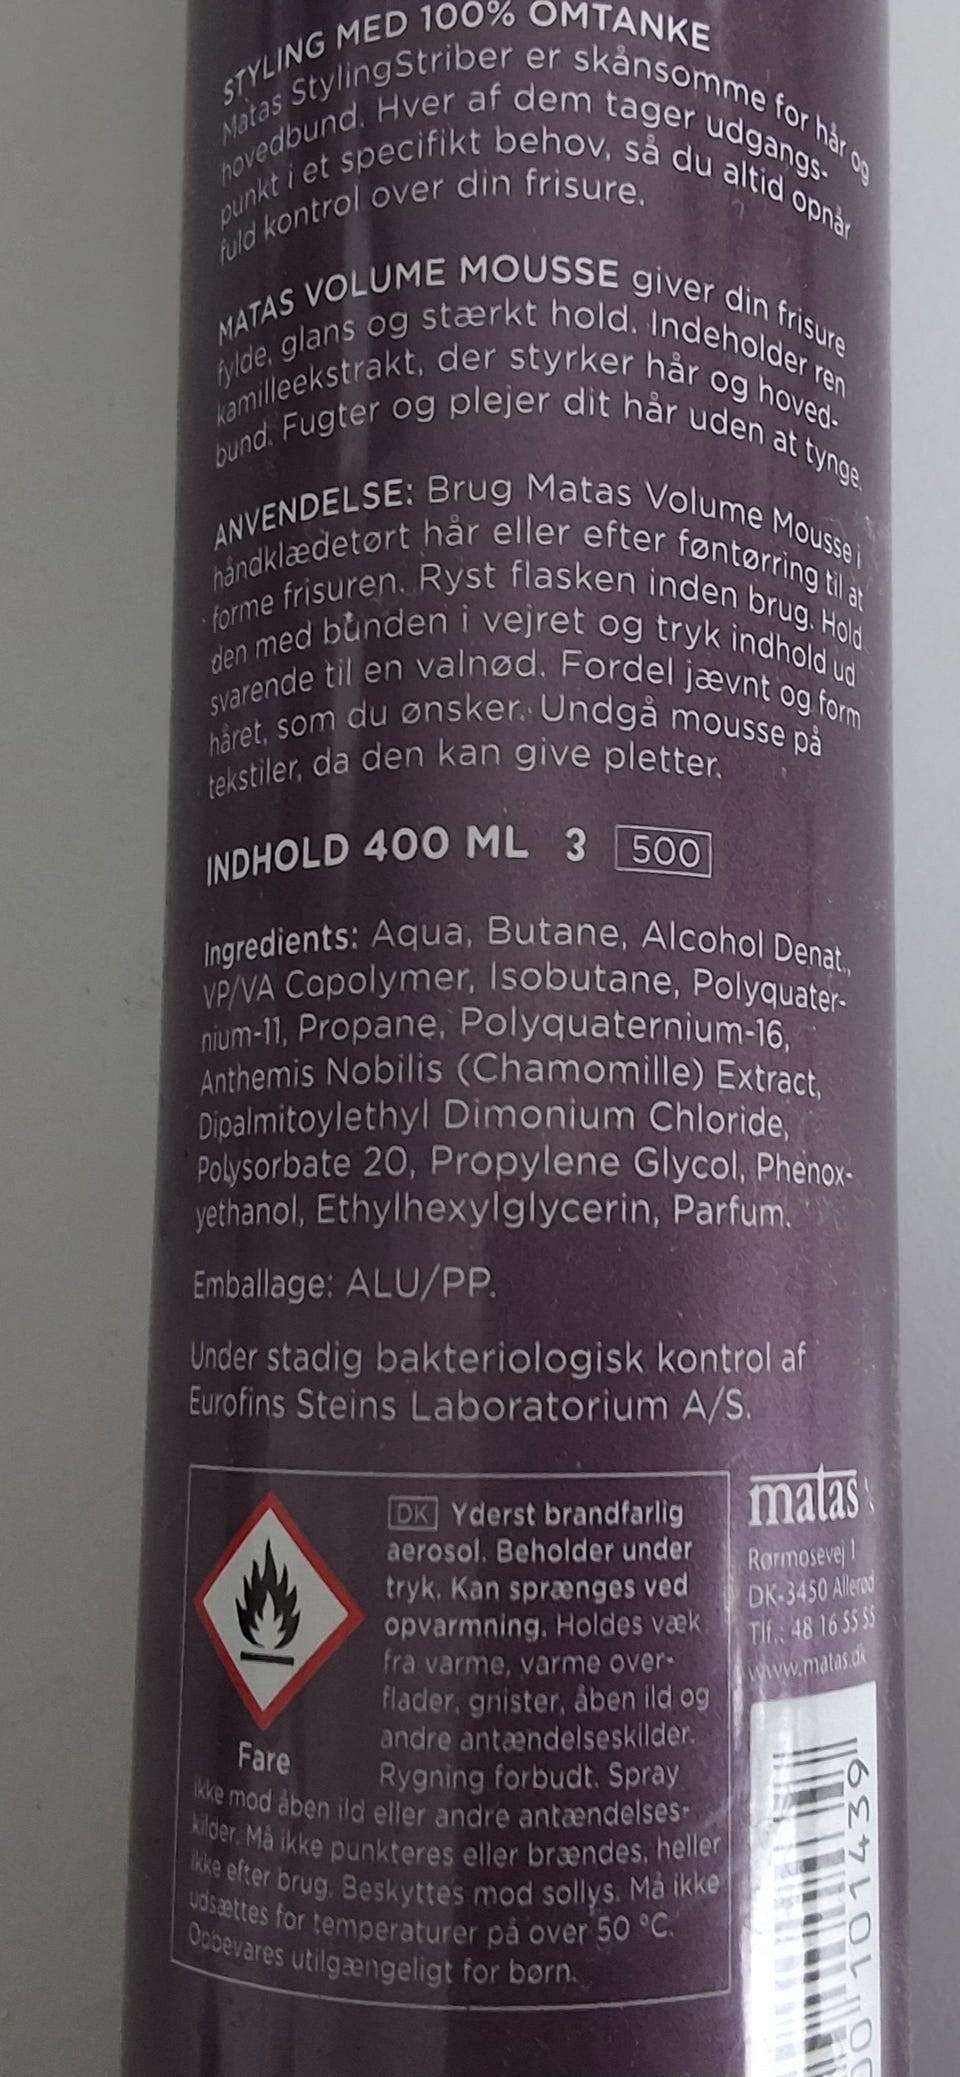 STYLING MED 100% OMTANKE
Matas StylingStriber er skånsomme for hår og
hovedbund. Hver af dem tager udgangs-
punkt i et specifikt behov, så du altid opnår
fuld kontrol over din frisure.
MATAS VOLUME MOUSSE giver din frisure
fylde, glans og stærkt hold. Indeholder ren
kamilleekstrakt, der styrker hår og hoved-
bund. Fugter og plejer dit hår uden at tynge.
ANVENDELSE: Brug Matas Volume Mousse i
håndklædetørt hår eller efter føntørring til at
forme frisuren. Ryst flasken inden brug. Hold
den med bunden i vejret og tryk indhold ud
svarende til en valnød. Fordel jævnt og form
håret, som du ønsker. Undgå mousse på
tekstiler, da den kan give pletter.
INDHOLD 400 ML 3 500
Ingredients: Aqua, Butane, Alcohol Denat.,
VP/VA Copolymer, Isobutane, Polyquater-
nium-11, Propane, Polyquaternium-16,
Anthemis Nobilis (Chamomille) Extract,
Dipalmitoylethyl Dimonium Chloride,
Polysorbate 20, Propylene Glycol, Phenox-
yethanol, Ethylhexylglycerin, Parfum.
Emballage: ALU/PP.
Under stadig bakteriologisk kontrol af
Eurofins Steins Laboratorium A/S.
DK Yderst brandfarlig
aerosol. Beholder under
tryk. Kan sprænges ved
opvarmning. Holdes væk
fra varme, varme over-
flader, gnister, åben ild og
andre antændelseskilder.
Fare
Rygning forbudt. Spray
ikke mod åben ild eller andre antændelses-
kilder. Må ikke punkteres eller brændes, heller
ikke efter brug. Beskyttes mod sollys. Må ikke
udsættes for temperaturer på over 50 °C.
Opbevares utilgængeligt for børn.
matas
Rørmosevej 1
DK-3450 Allerød
Tlf.: 48 16 55 55
www.matas.dk
00101439